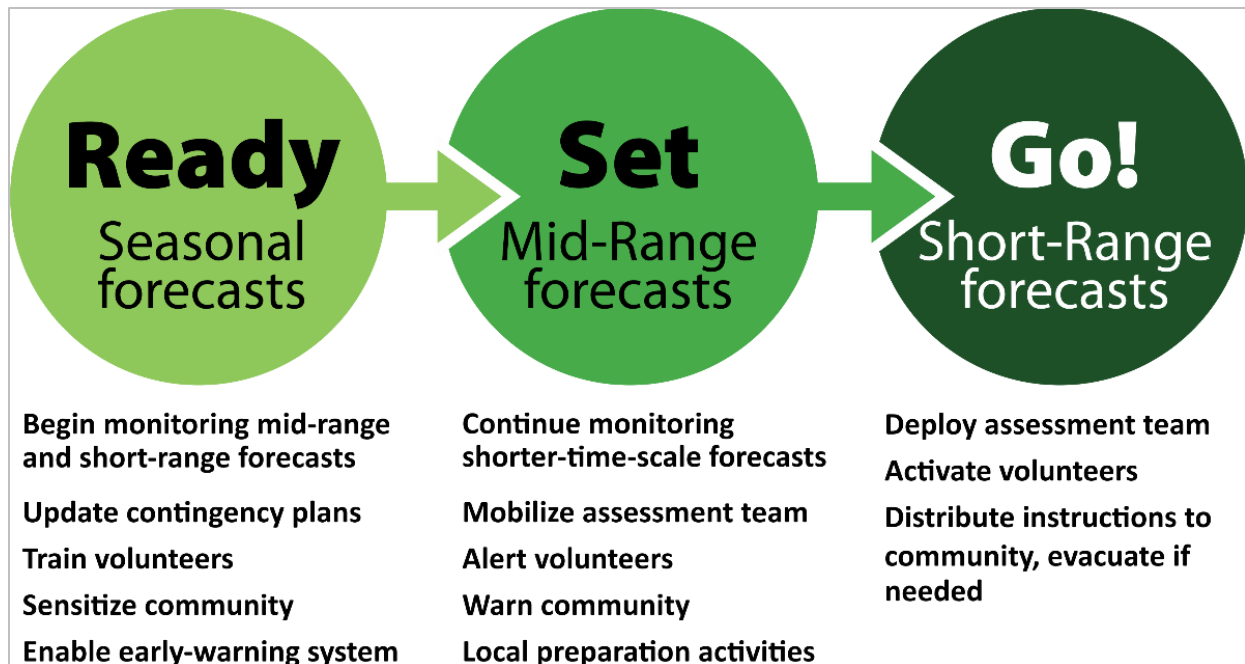 Ready
Seasonal
forecasts
Begin monitoring mid-range
and short-range forecasts
Update contingency plans
Train volunteers
Sensitize community
Enable early-warning system
Set
Mid-Range
forecasts
Continue monitoring
shorter-time-scale forecasts
Mobilize assessment team
Alert volunteers
Warn community
Local preparation activities
Go!
Short-Range
forecasts
Deploy assessment team
Activate volunteers
Distribute instructions to
community, evacuate if
needed